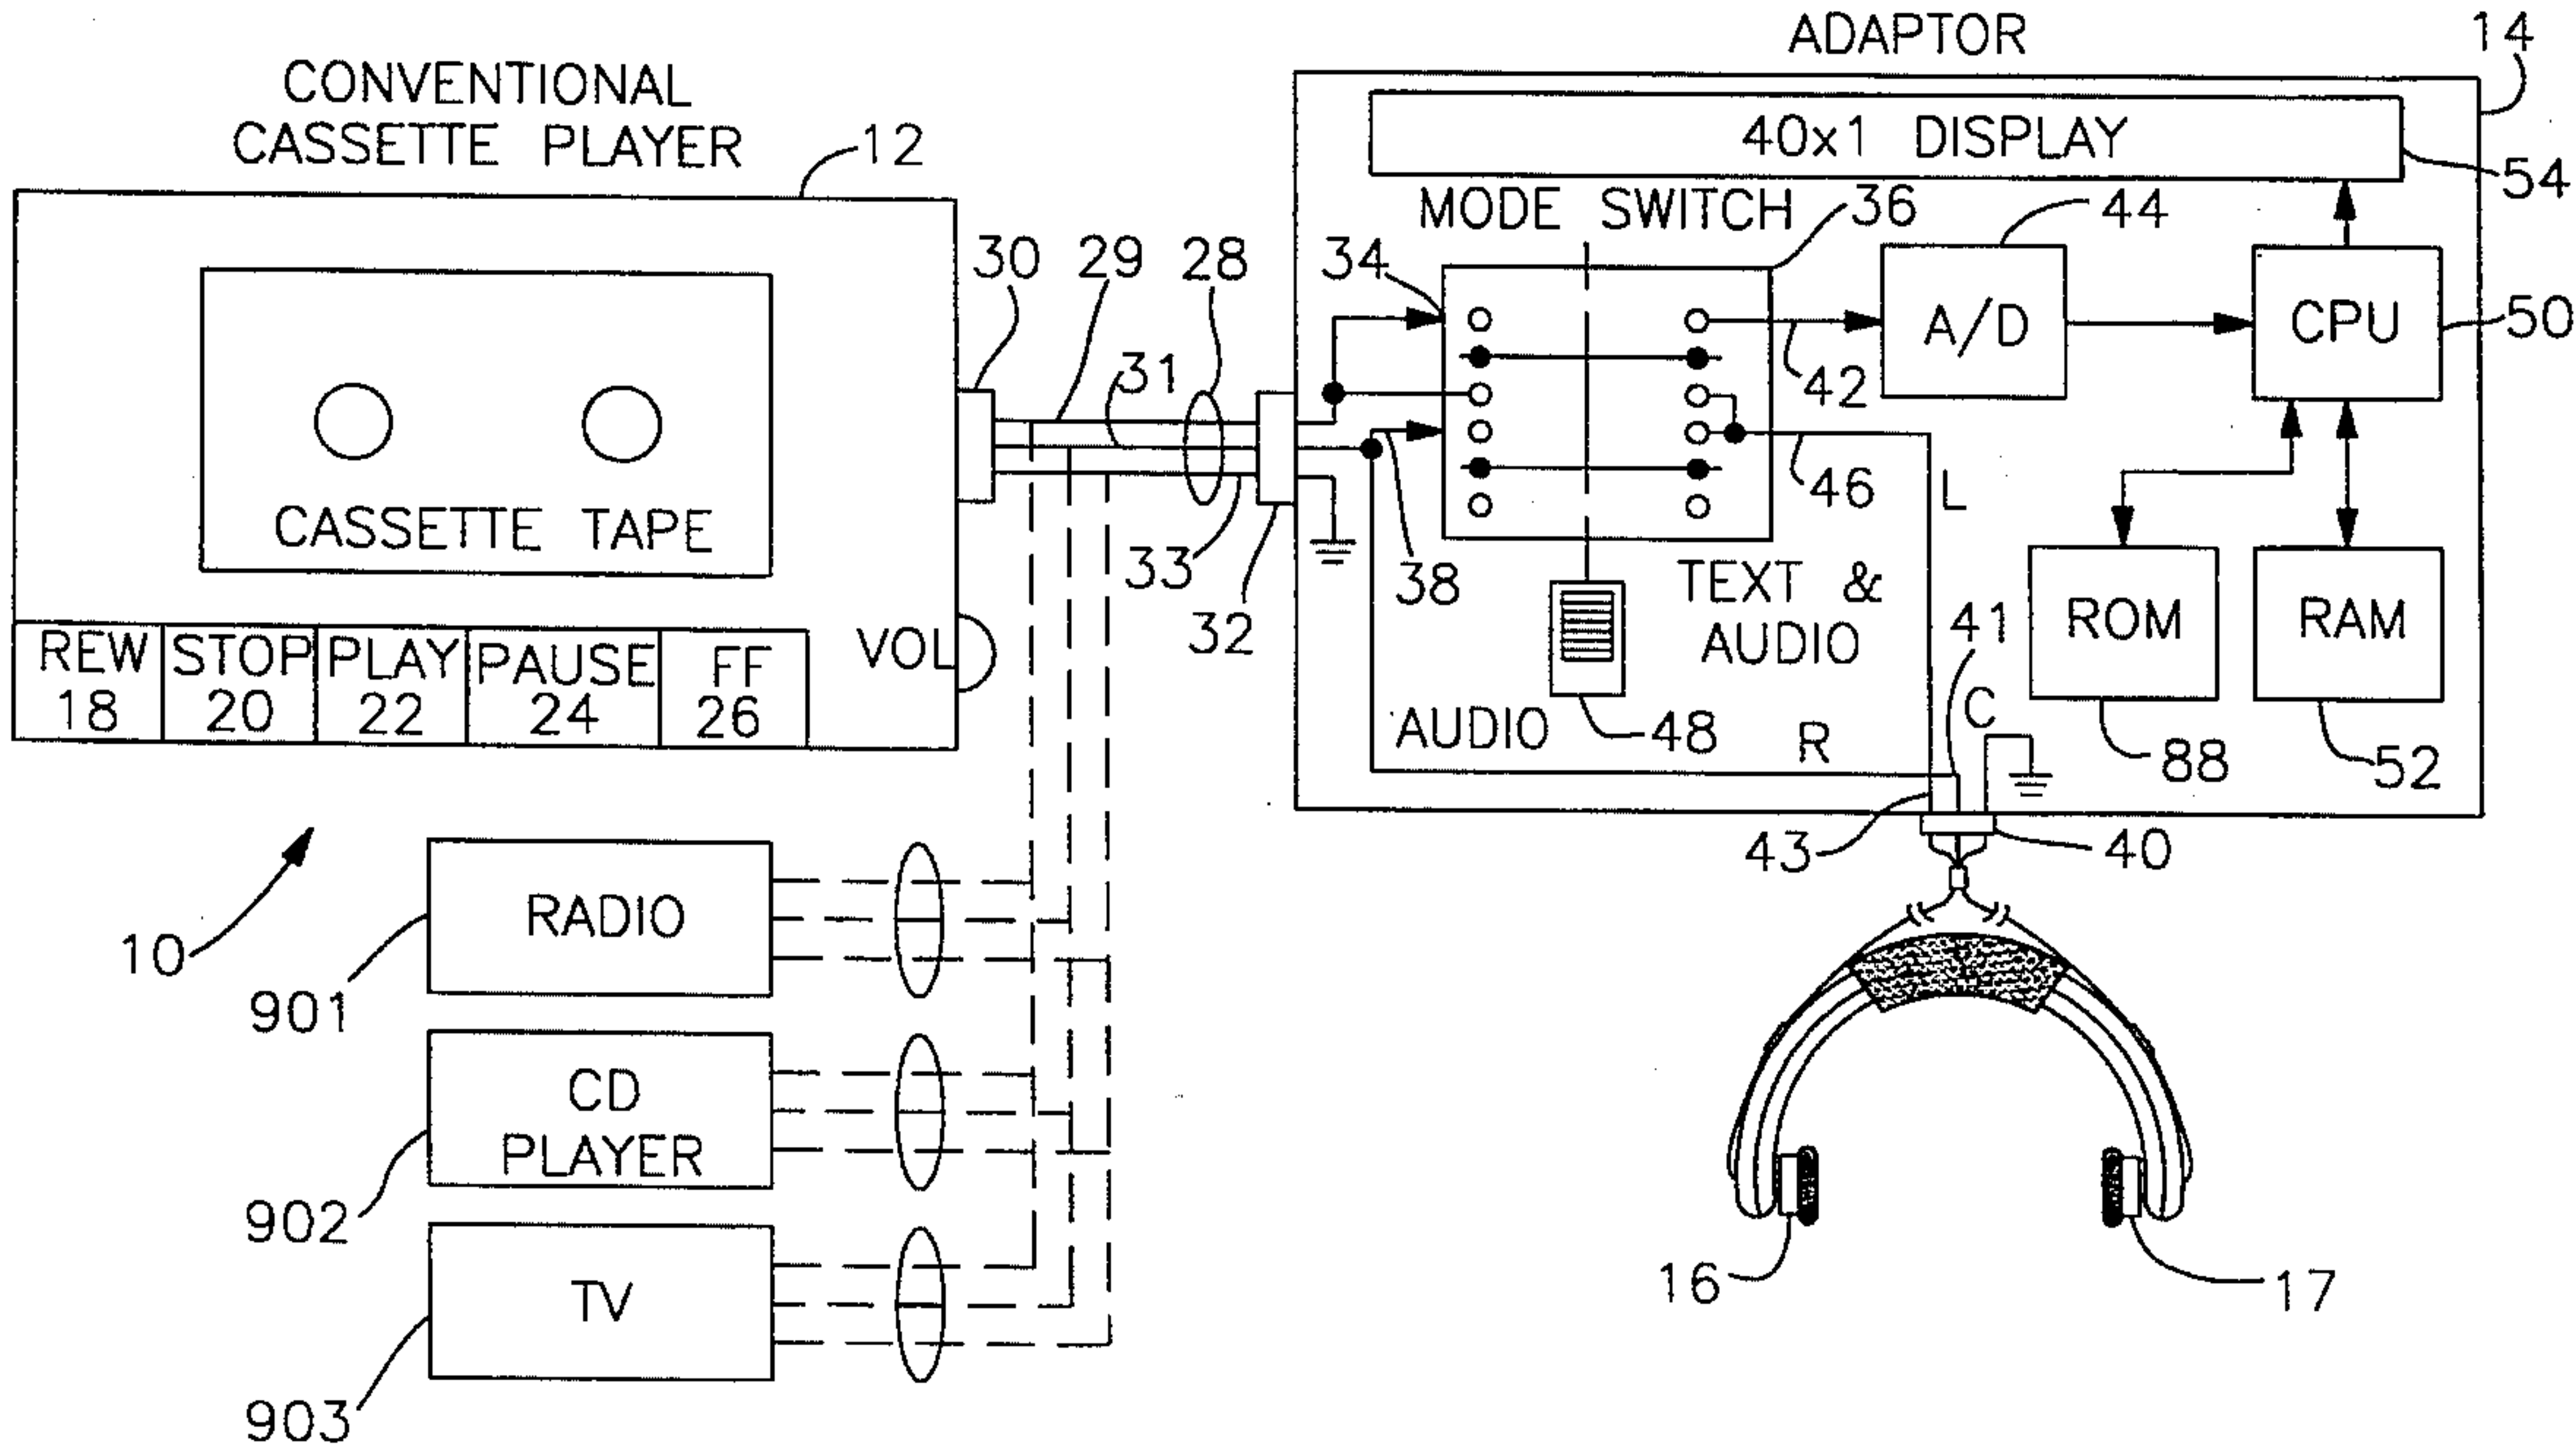 CONVENTIONAL
CASSETTE PLAYER
12
CASSETTE TAPE
REW
18
STOP
20
PLAY
22
PAUSE
24
FF
26
VOL
30
29
31
28
33
32
10
RADIO
901
CD
PLAYER
902
TV
903
ADAPTOR
14
40x1 DISPLAY
54
MODE SWITCH
36
34
44
A/D
CPU
50
42
46
38
L
TEXT &
AUDIO
48
AUDIO
R
41
C
ROM
88
RAM
52
43
40
16
17